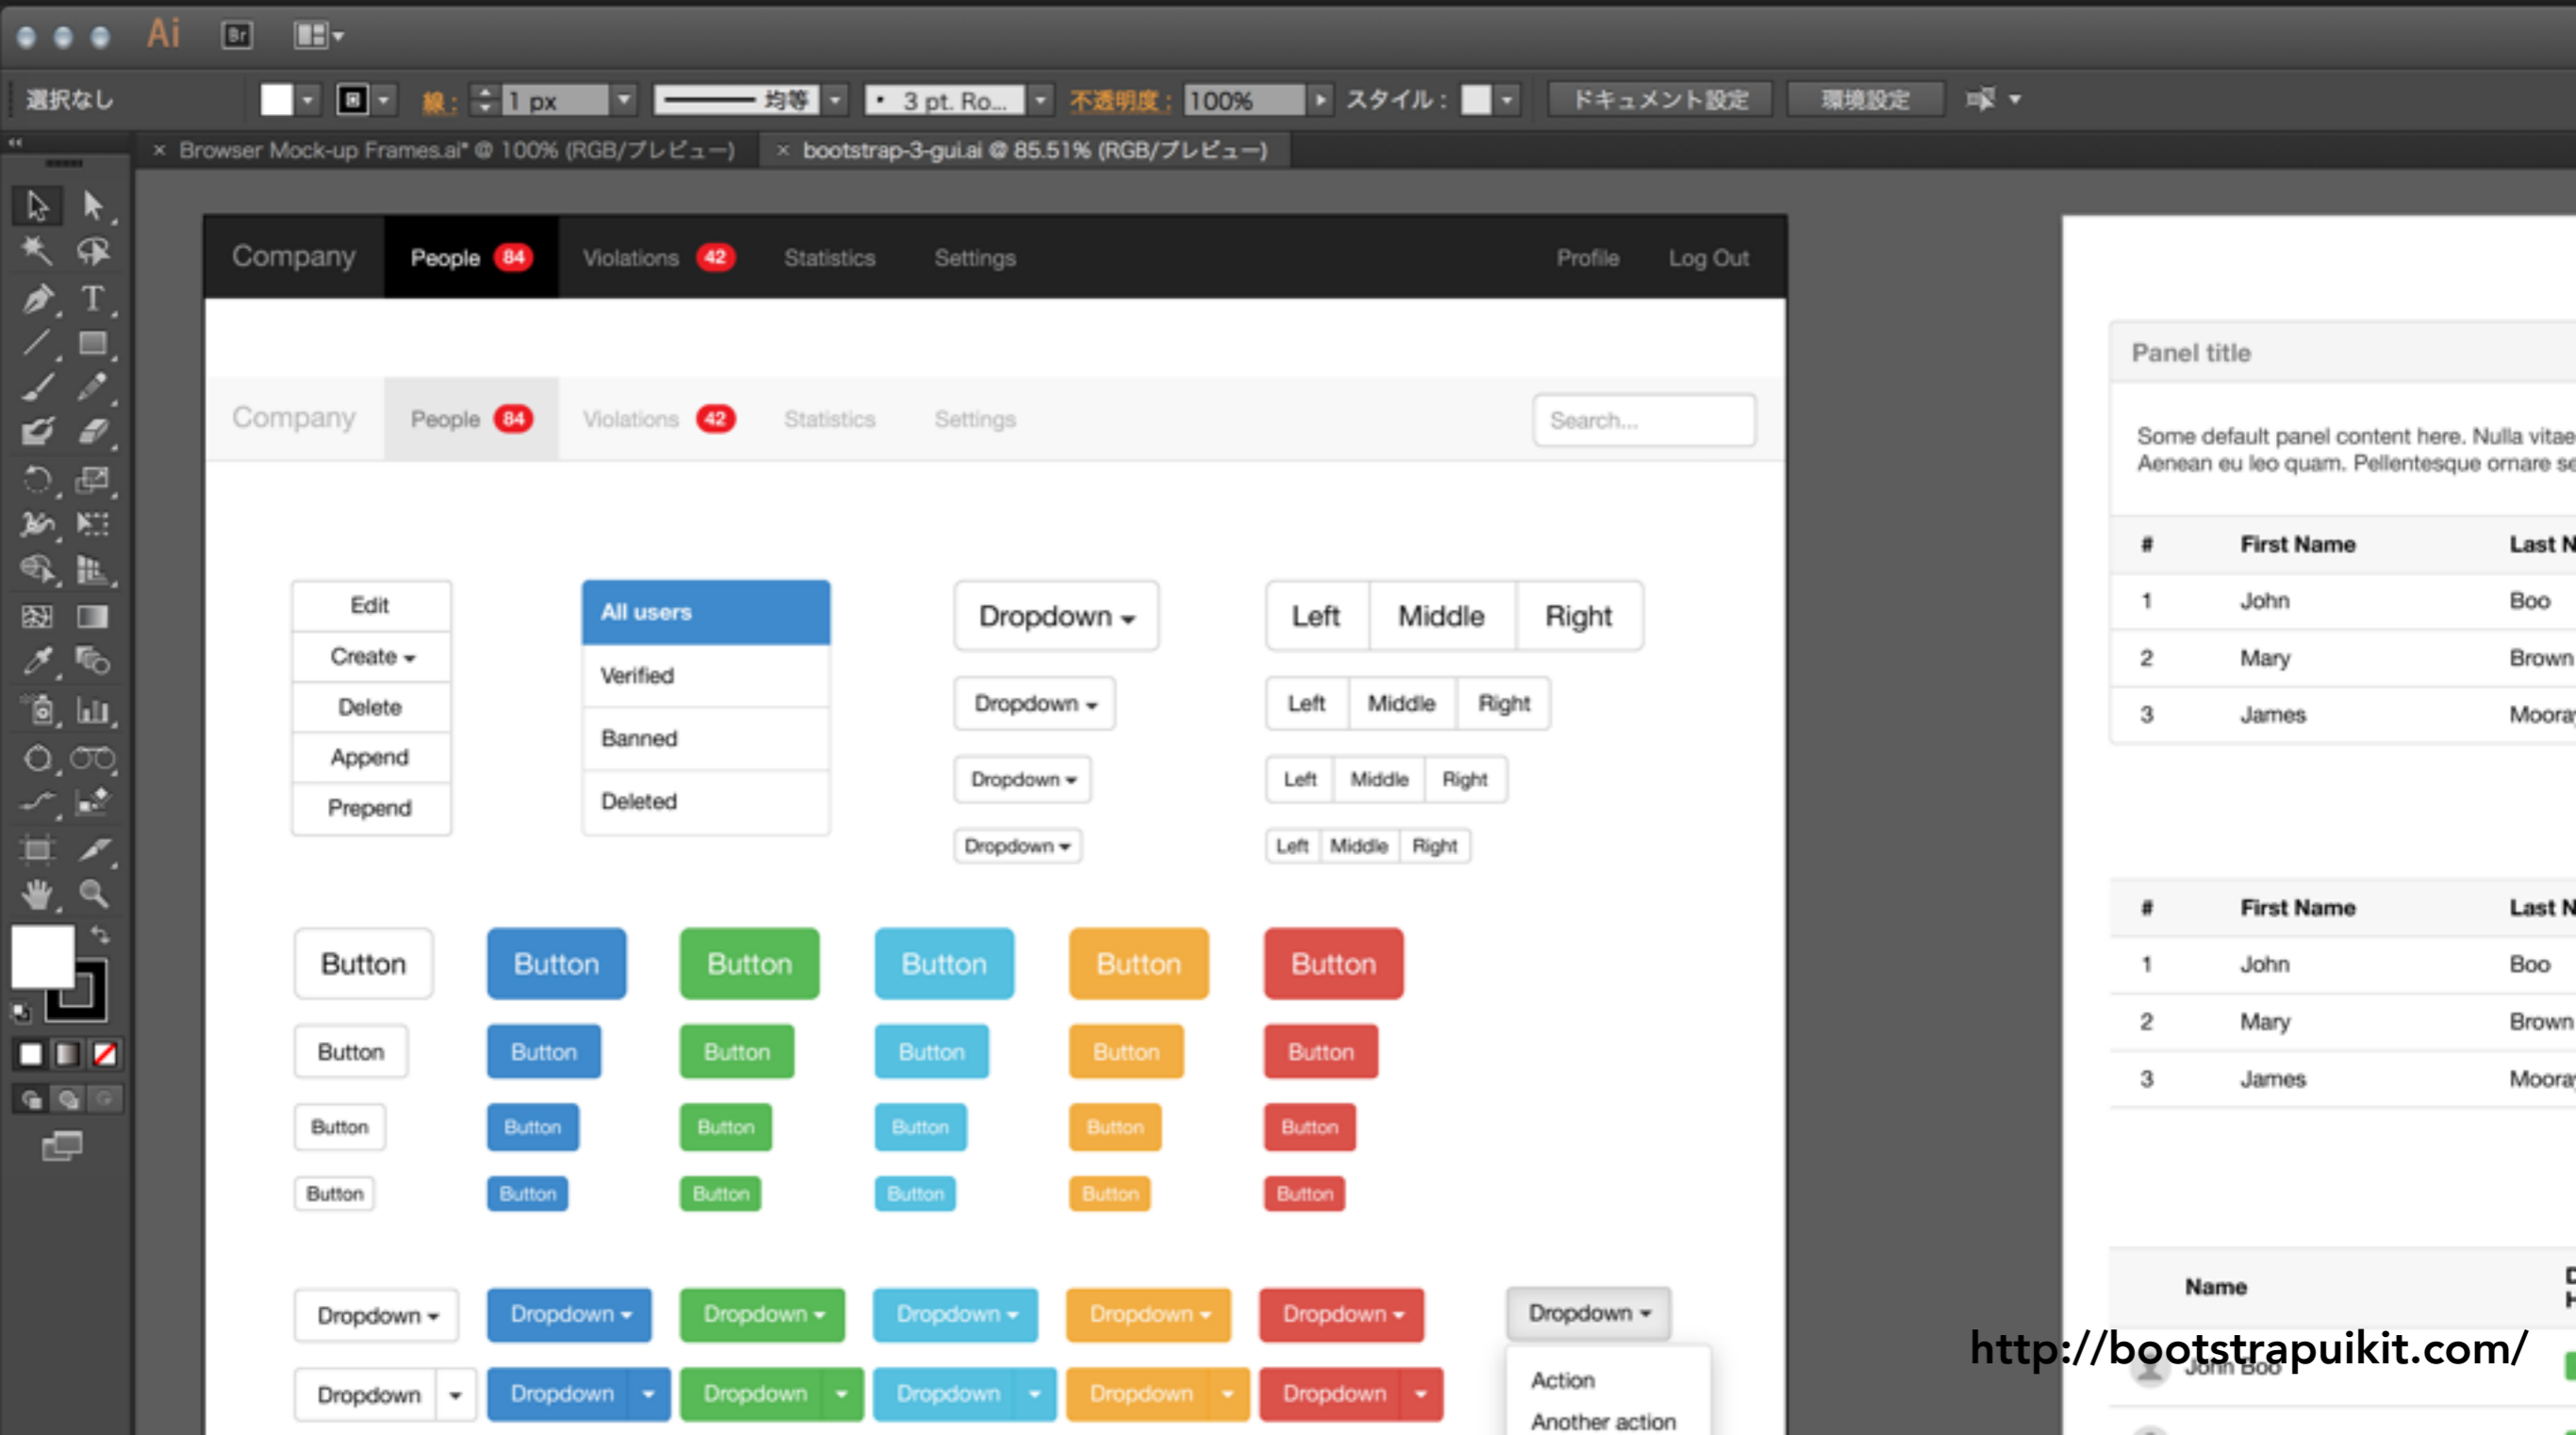 Ai Br
選択なし 線: 1 px 均等 3 pt. Ro... 不透明度: 100% スタイル: ドキュメント設定 環境設定
× Browser Mock-up Frames.ai* @ 100% (RGB/プレビュー) × bootstrap-3-gui.ai @ 85.51% (RGB/プレビュー)
Company People 84 Violations 42 Statistics Settings Profile Log Out
Company People 84 Violations 42 Statistics Settings Search...
Edit
Create
Delete
Append
Prepend
All users
Verified
Banned
Deleted
Dropdown
Dropdown
Dropdown
Dropdown
Left Middle Right
Left Middle Right
Left Middle Right
Left Middle Right
Button Button Button Button Button Button
Button Button Button Button Button Button
Button Button Button Button Button Button
Button Button Button Button Button Button
Dropdown Dropdown Dropdown Dropdown Dropdown Dropdown Dropdown
Dropdown Dropdown Dropdown Dropdown Dropdown Dropdown
Action
Another action
Panel title
Some default panel content here. Nulla vitae
Aenean eu leo quam. Pellentesque ornare se
# First Name Last N
1 John Boo
2 Mary Brown
3 James Moora
# First Name Last N
1 John Boo
2 Mary Brown
3 James Moora
Name
John Boo
http://bootstrapuikit.com/